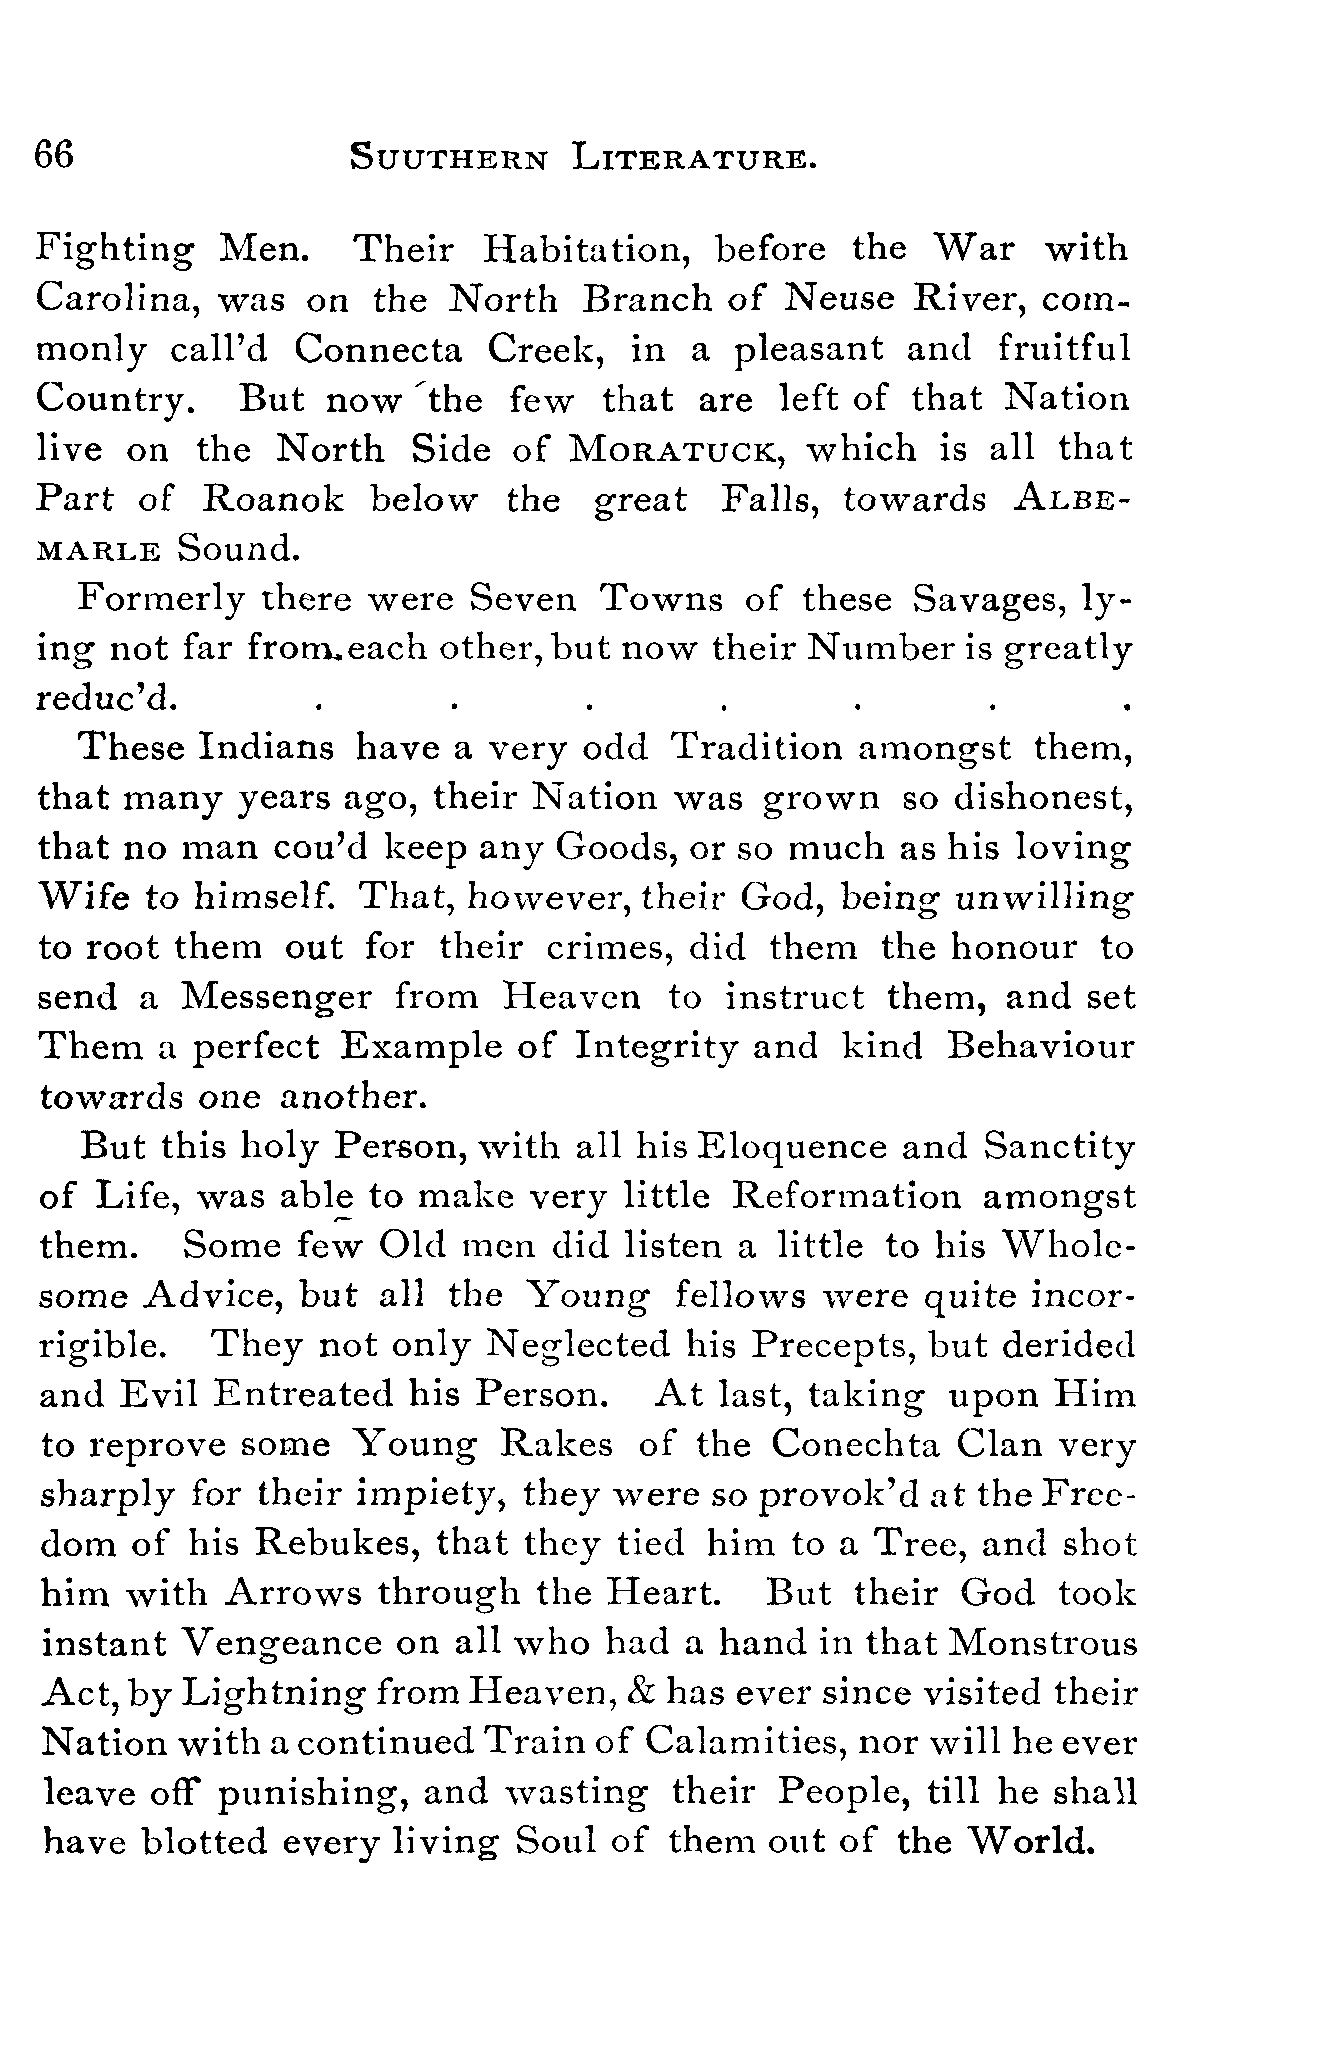 66 SUUTHERN LITERATURE.
Fighting Men. Their Habitation, before the War with
Carolina, was on the North Branch of Neuse River, com-
monly call'd Connecta Creek, in a pleasant and fruitful
Country. But now the few that are left of that Nation
live on the North Side of MORATUCK, which is all that
Part of Roanok below the great Falls, towards ALBE-
MARLE Sound.
Formerly there were Seven Towns of these Savages, ly-
ing not far from each other, but now their Number is greatly
reduc'd. . . . . . . .
These Indians have a very odd Tradition amongst them,
that many years ago, their Nation was grown so dishonest,
that no man cou'd keep any Goods, or so much as his loving
Wife to himself. That, however, their God, being unwilling
to root them out for their crimes, did them the honour to
send a Messenger from Heaven to instruct them, and set
Them a perfect Example of Integrity and kind Behaviour
towards one another.
But this holy Person, with all his Eloquence and Sanctity
of Life, was able to make very little Reformation amongst
them. Some few Old men did listen a little to his Whole-
some Advice, but all the Young fellows were quite incor-
rigible. They not only Neglected his Precepts, but derided
and Evil Entreated his Person. At last, taking upon Him
to reprove some Young Rakes of the Conechta Clan very
sharply for their impiety, they were so provok'd at the Free-
dom of his Rebukes, that they tied him to a Tree, and shot
him with Arrows through the Heart. But their God took
instant Vengeance on all who had a hand in that Monstrous
Act, by Lightning from Heaven, & has ever since visited their
Nation with a continued Train of Calamities, nor will he ever
leave off punishing, and wasting their People, till he shall
have blotted every living Soul of them out of the World.